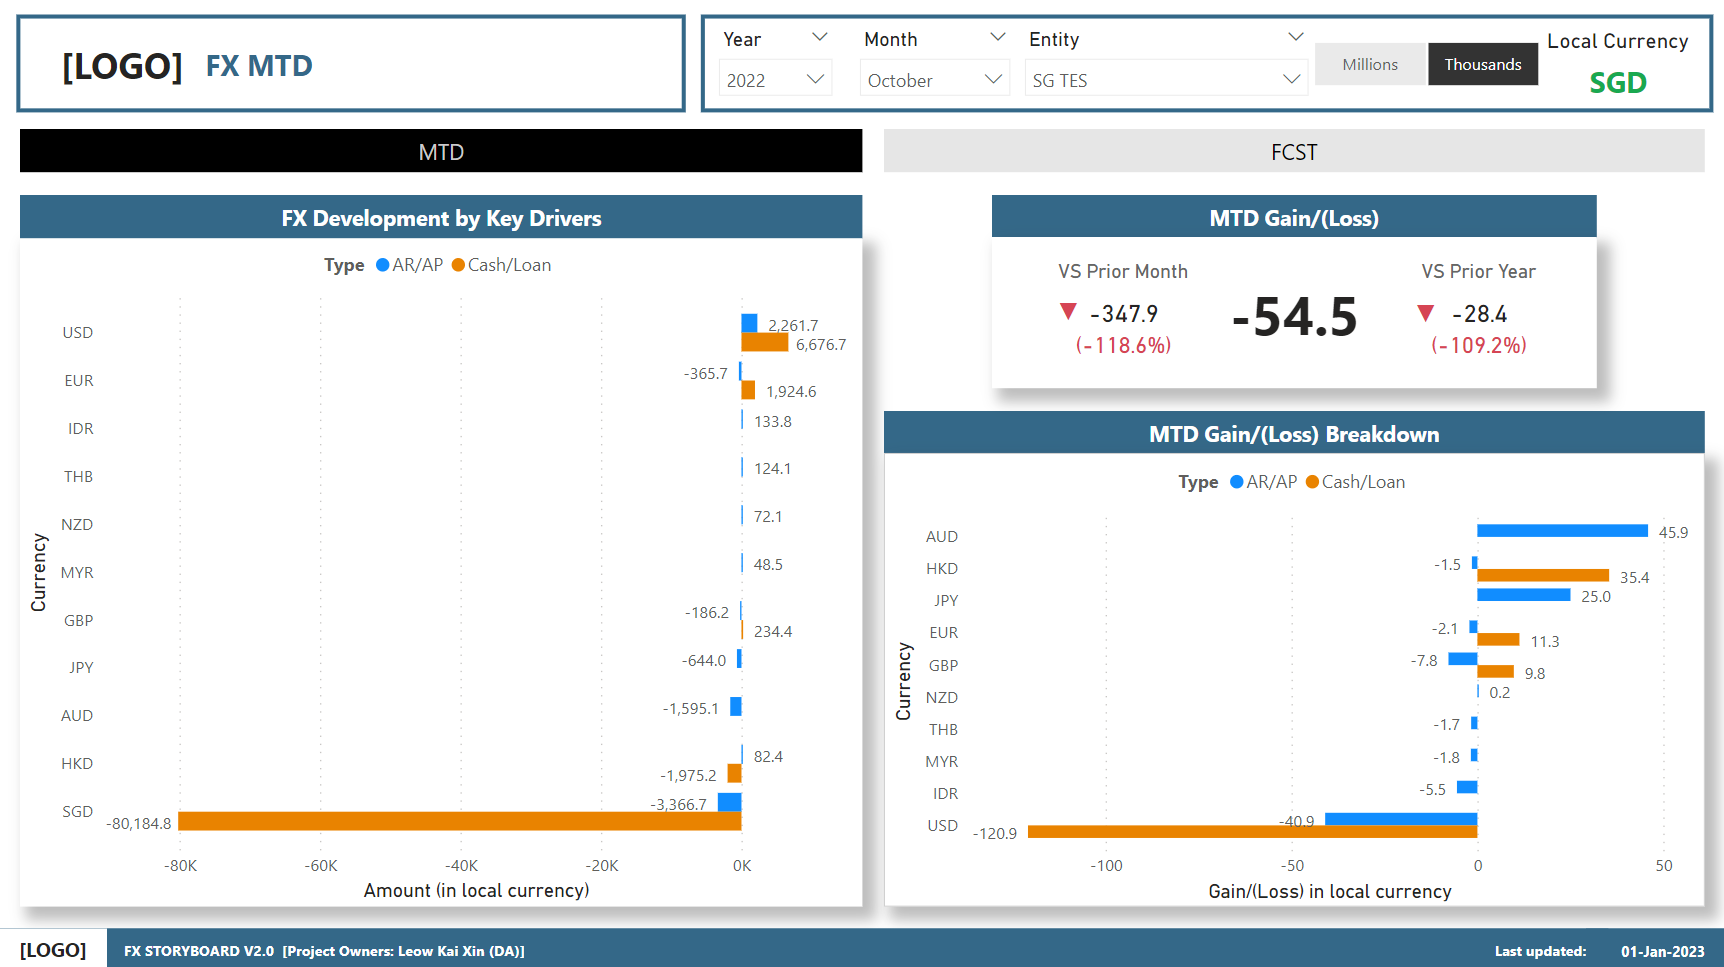 [LOGO] FX MTD
Year Month Entity
2022 October SG TES
Millions Thousands
Local Currency
SGD
MTD FCST
FX Development by Key Drivers
Type AR/AP Cash/Loan
Currency
USD 2,261.7
6,676.7
EUR -365.7
1,924.6
IDR 133.8
THB 124.1
NZD 72.1
MYR 48.5
GBP -186.2
234.4
JPY -644.0
AUD -1,595.1
HKD 82.4
-1,975.2
SGD -3,366.7
-80,184.8
-80K -60K -40K -20K 0K
Amount (in local currency)
MTD Gain/(Loss)
VS Prior Month
-347.9
(-118.6%)
-54.5
VS Prior Year
-28.4
(-109.2%)
MTD Gain/(Loss) Breakdown
Type AR/AP Cash/Loan
Currency
AUD 45.9
HKD -1.5
35.4
JPY 25.0
EUR -2.1
11.3
GBP -7.8
9.8
NZD 0.2
THB -1.7
MYR -1.8
IDR -5.5
USD -40.9
-120.9
-100 -50 0 50
Gain/(Loss) in local currency
[LOGO] FX STORYBOARD V2.0 [Project Owners: Leow Kai Xin (DA)] Last updated: 01-Jan-2023